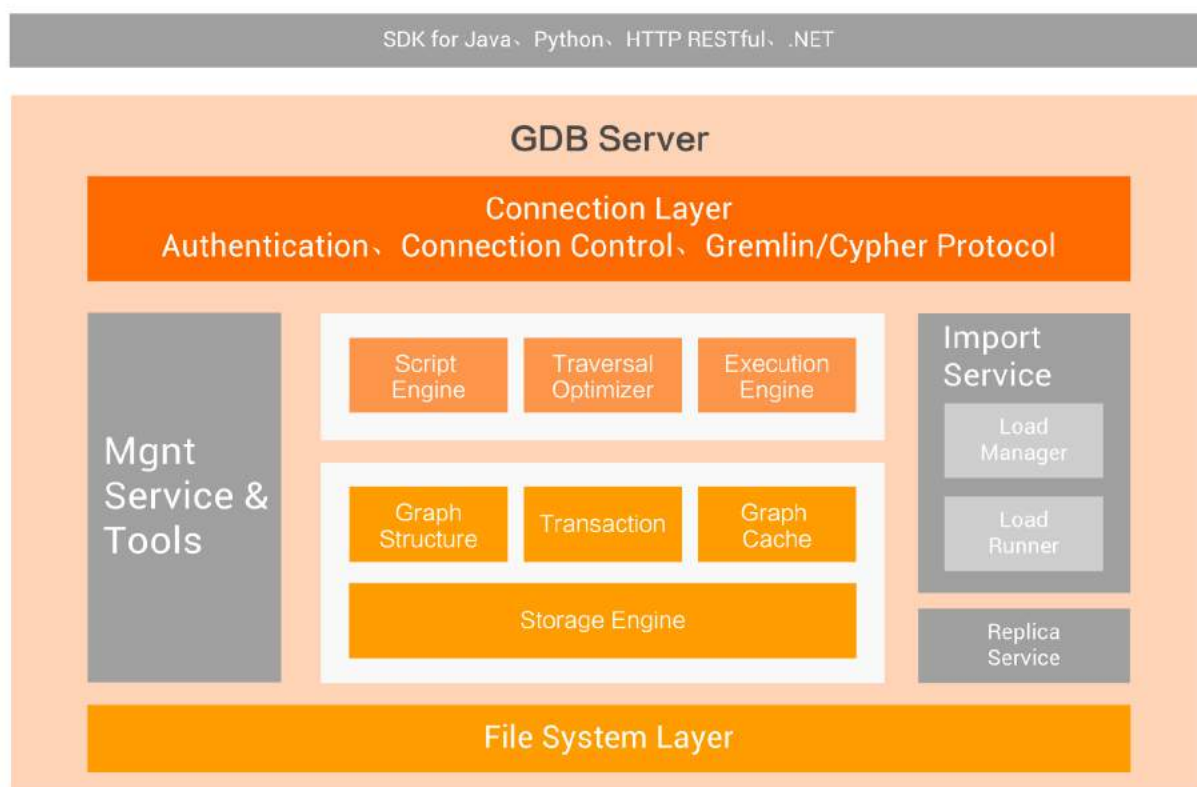 SDK for Java、Python、HTTP RESTful、.NET
GDB Server
Connection Layer
Authentication、Connection Control、Gremlin/Cypher Protocol
Mgnt
Service &
Tools
Script
Engine
Traversal
Optimizer
Execution
Engine
Graph
Structure
Transaction
Graph
Cache
Storage Engine
Import
Service
Load
Manager
Load
Runner
Replica
Service
File System Layer